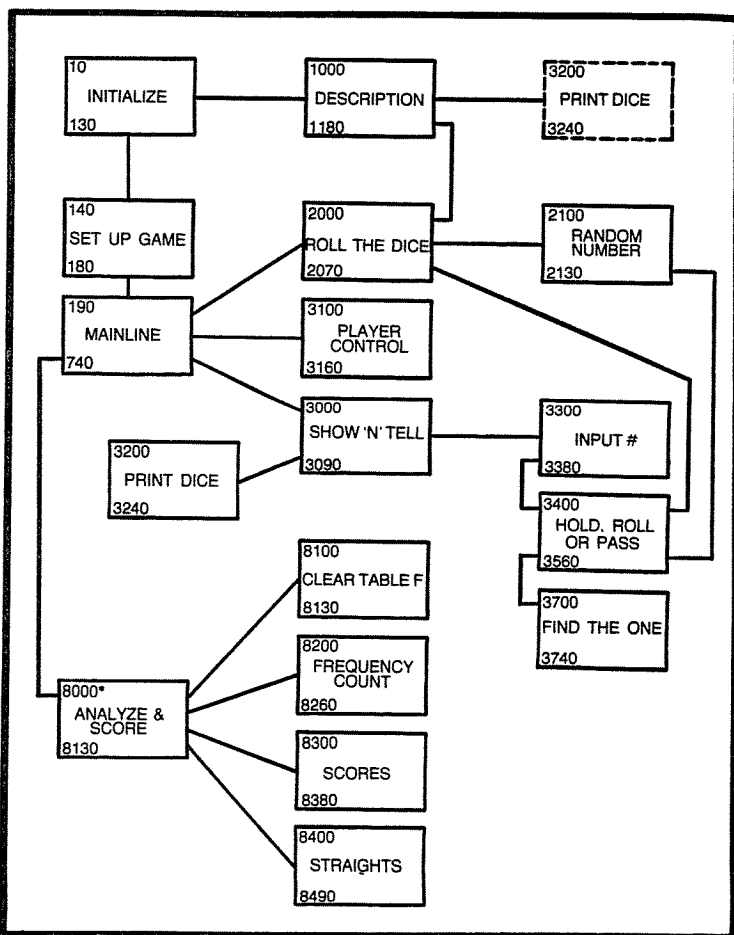 10
INITIALIZE
130
1000
DESCRIPTION
1180
3200
PRINT DICE
3240
140
SET UP GAME
180
2000
ROLL THE DICE
2070
2100
RANDOM
NUMBER
2130
190
MAINLINE
740
3100
PLAYER
CONTROL
3160
3000
SHOW 'N' TELL
3090
3300
INPUT #
3380
3200
PRINT DICE
3240
3400
HOLD, ROLL
OR PASS
3560
3700
FIND THE ONE
3740
8100
CLEAR TABLE F
8130
8200
FREQUENCY
COUNT
8260
8000*
ANALYZE &
SCORE
8130
8300
SCORES
8380
8400
STRAIGHTS
8490